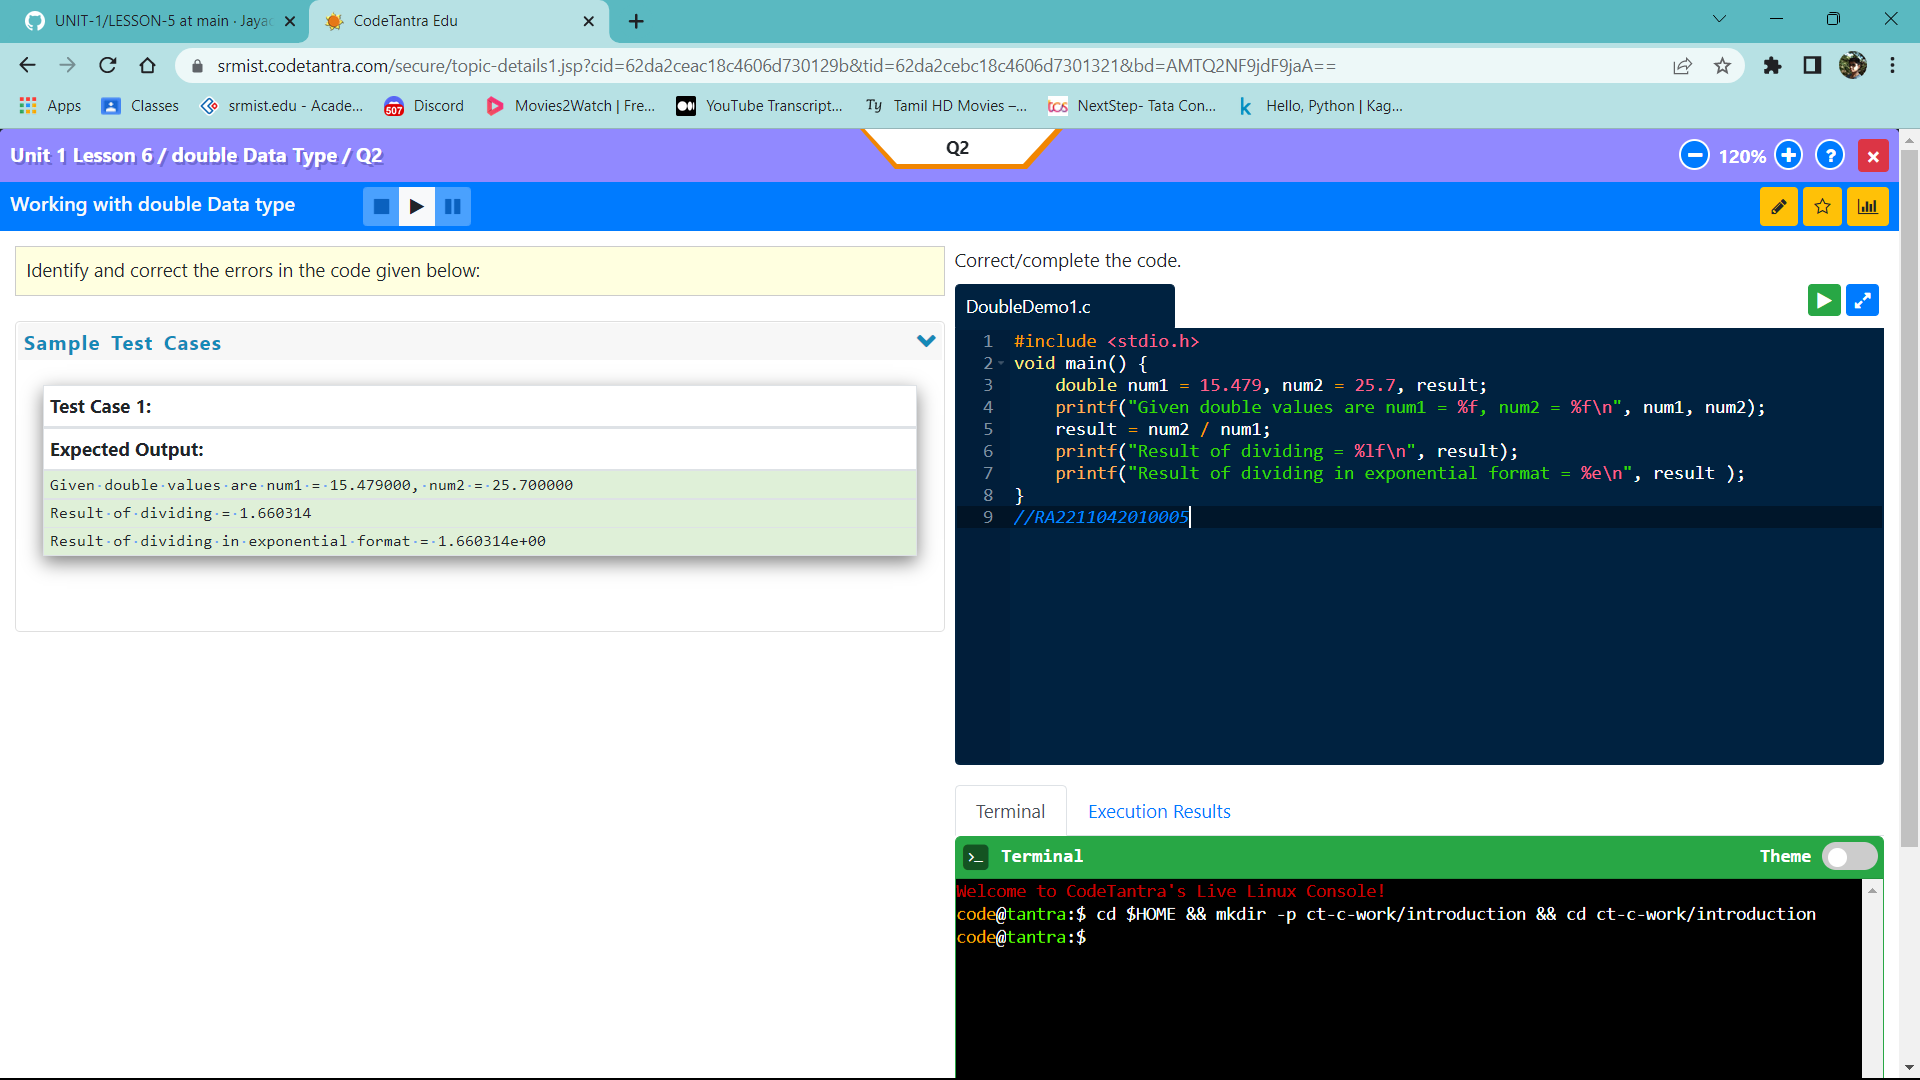 UNIT-1/LESSON-5 at main · Jaya
CodeTantra Edu
srmist.codetantra.com/secure/topic-details1.jsp?cid=62da2ceac18c4606d730129b&tid=62da2cebc18c4606d7301321&bd=AMTQ2NF9jdF9jaA==
Apps
Classes
srmist.edu - Acade...
507
Discord
Movies2Watch | Fre...
YouTube Transcript...
Ty
Tamil HD Movies –...
tcs
NextStep- Tata Con...
k
Hello, Python | Kag...
Unit 1 Lesson 6 / double Data Type / Q2
Q2
120%
Working with double Data type
Identify and correct the errors in the code given below:
Sample Test Cases
Test Case 1:
Expected Output:
Given·double·values·are·num1·=·15.479000,·num2·=·25.700000
Result·of·dividing·=·1.660314
Result·of·dividing·in·exponential·format·=·1.660314e+00
Correct/complete the code.
DoubleDemo1.c
1 #include <stdio.h>
2 void main() {
3 double num1 = 15.479, num2 = 25.7, result;
4 printf("Given double values are num1 = %f, num2 = %f\n", num1, num2);
5 result = num2 / num1;
6 printf("Result of dividing = %lf\n", result);
7 printf("Result of dividing in exponential format = %e\n", result );
8 }
9 //RA2211042010005
Terminal
Execution Results
>_ Terminal
Theme
Welcome to CodeTantra's Live Linux Console!
code@tantra:$ cd $HOME && mkdir -p ct-c-work/introduction && cd ct-c-work/introduction
code@tantra:$